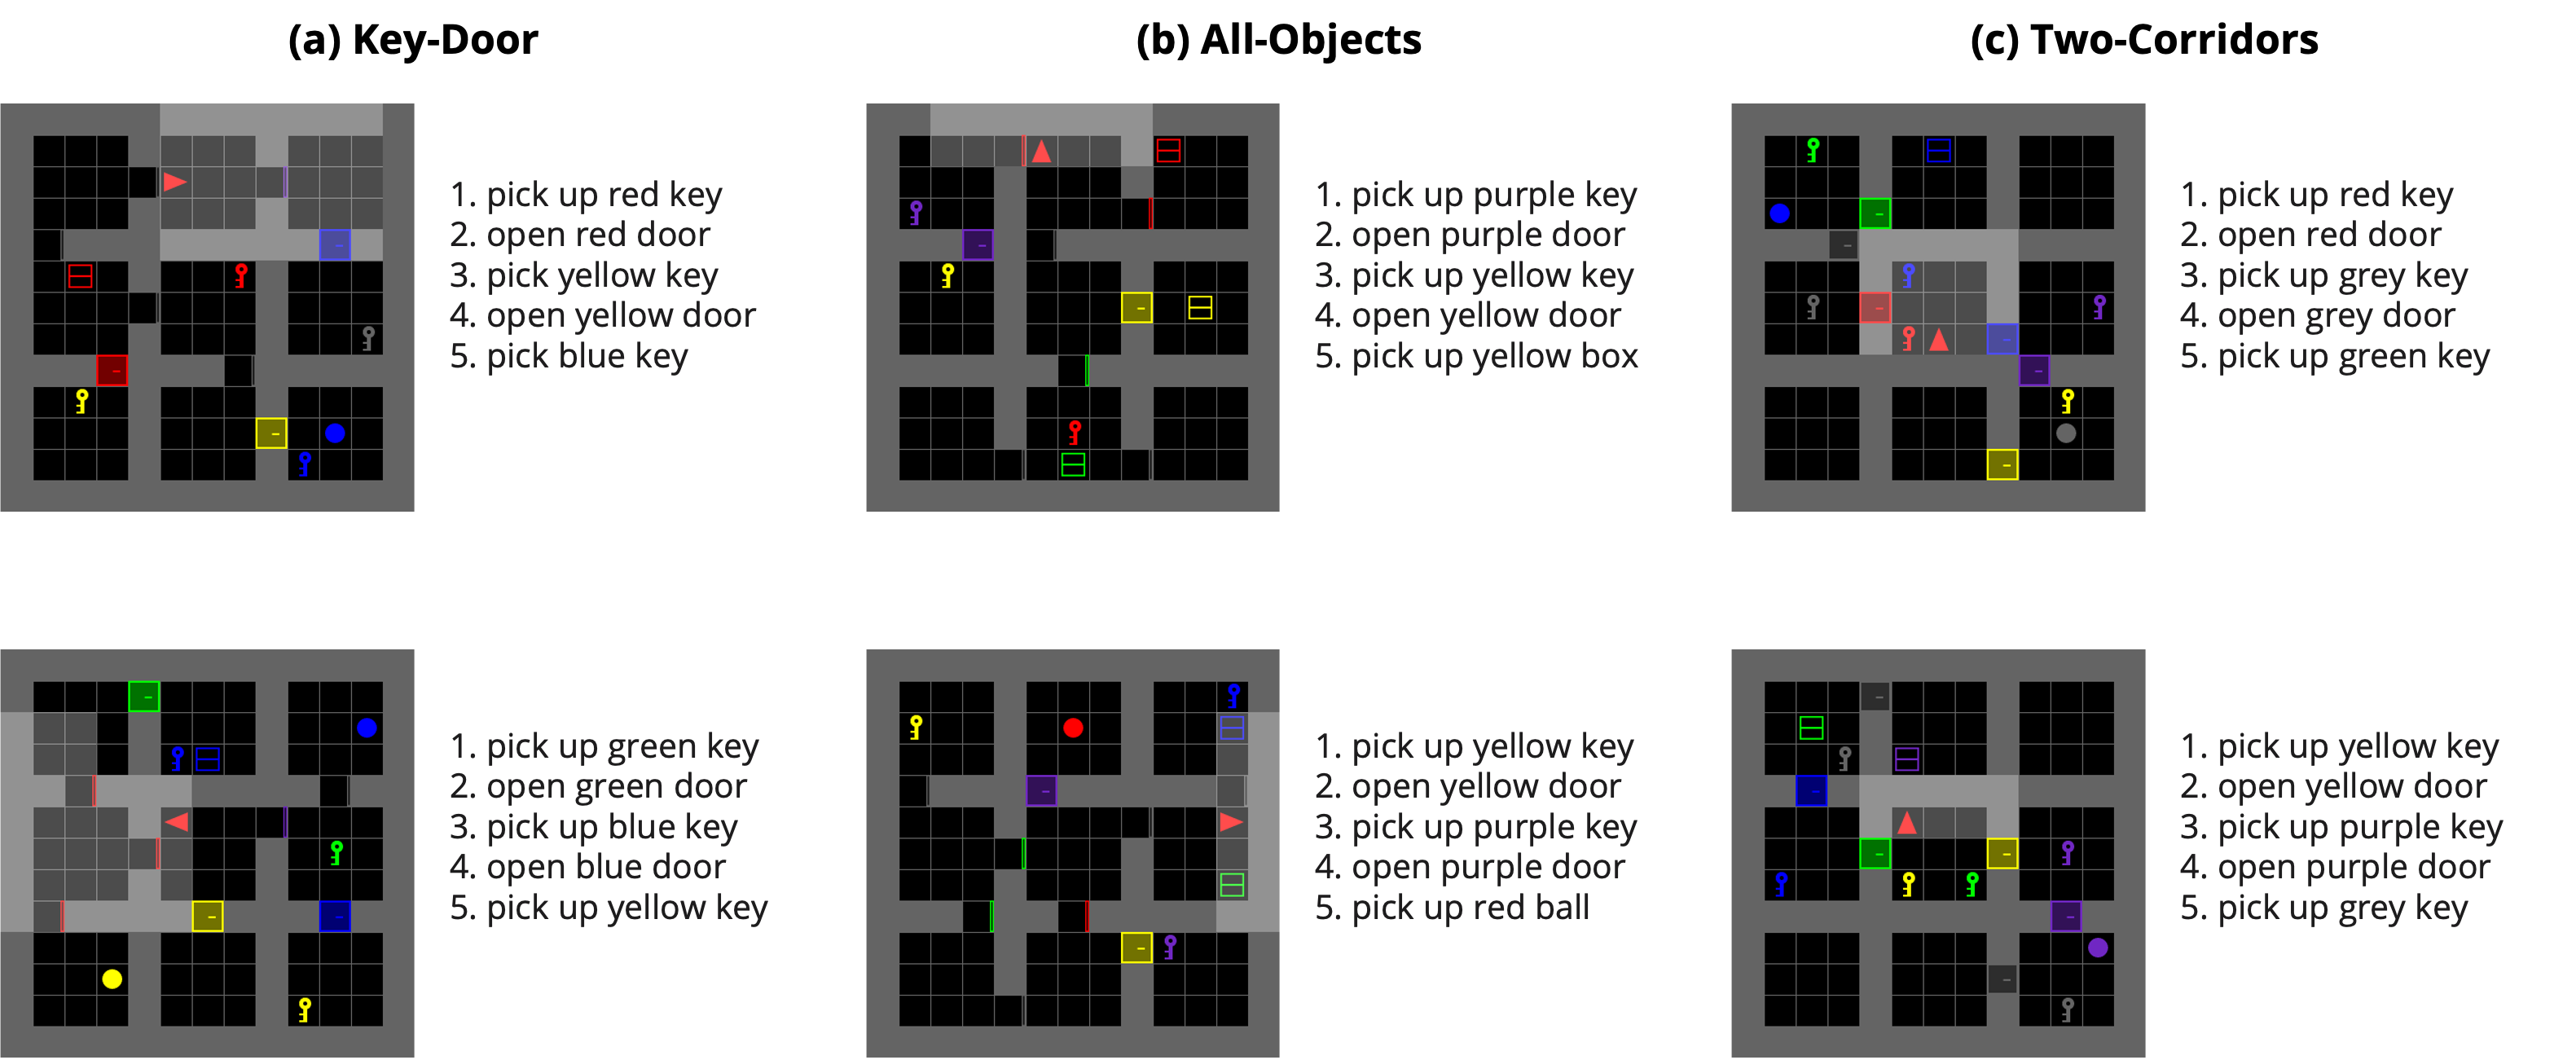 (a) Key-Door
(b) All-Objects
(c) Two-Corridors
1. pick up red key
2. open red door
3. pick yellow key
4. open yellow door
5. pick blue key
1. pick up purple key
2. open purple door
3. pick up yellow key
4. open yellow door
5. pick up yellow box
1. pick up red key
2. open red door
3. pick up grey key
4. open grey door
5. pick up green key
1. pick up green key
2. open green door
3. pick up blue key
4. open blue door
5. pick up yellow key
1. pick up yellow key
2. open yellow door
3. pick up purple key
4. open purple door
5. pick up red ball
1. pick up yellow key
2. open yellow door
3. pick up purple key
4. open purple door
5. pick up grey key